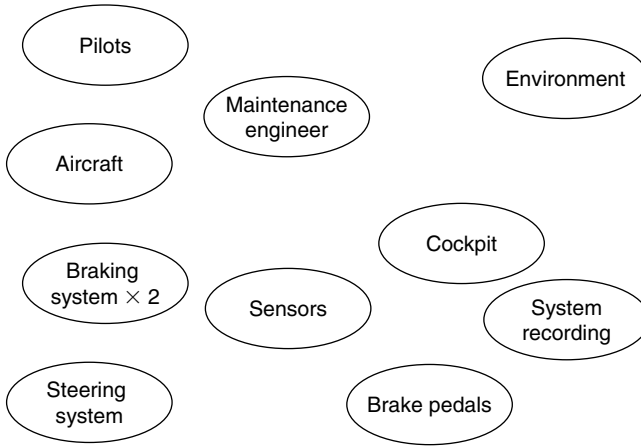 Pilots
Environment
Maintenance
engineer
Aircraft
Cockpit
Braking
system × 2
Sensors
System
recording
Steering
system
Brake pedals